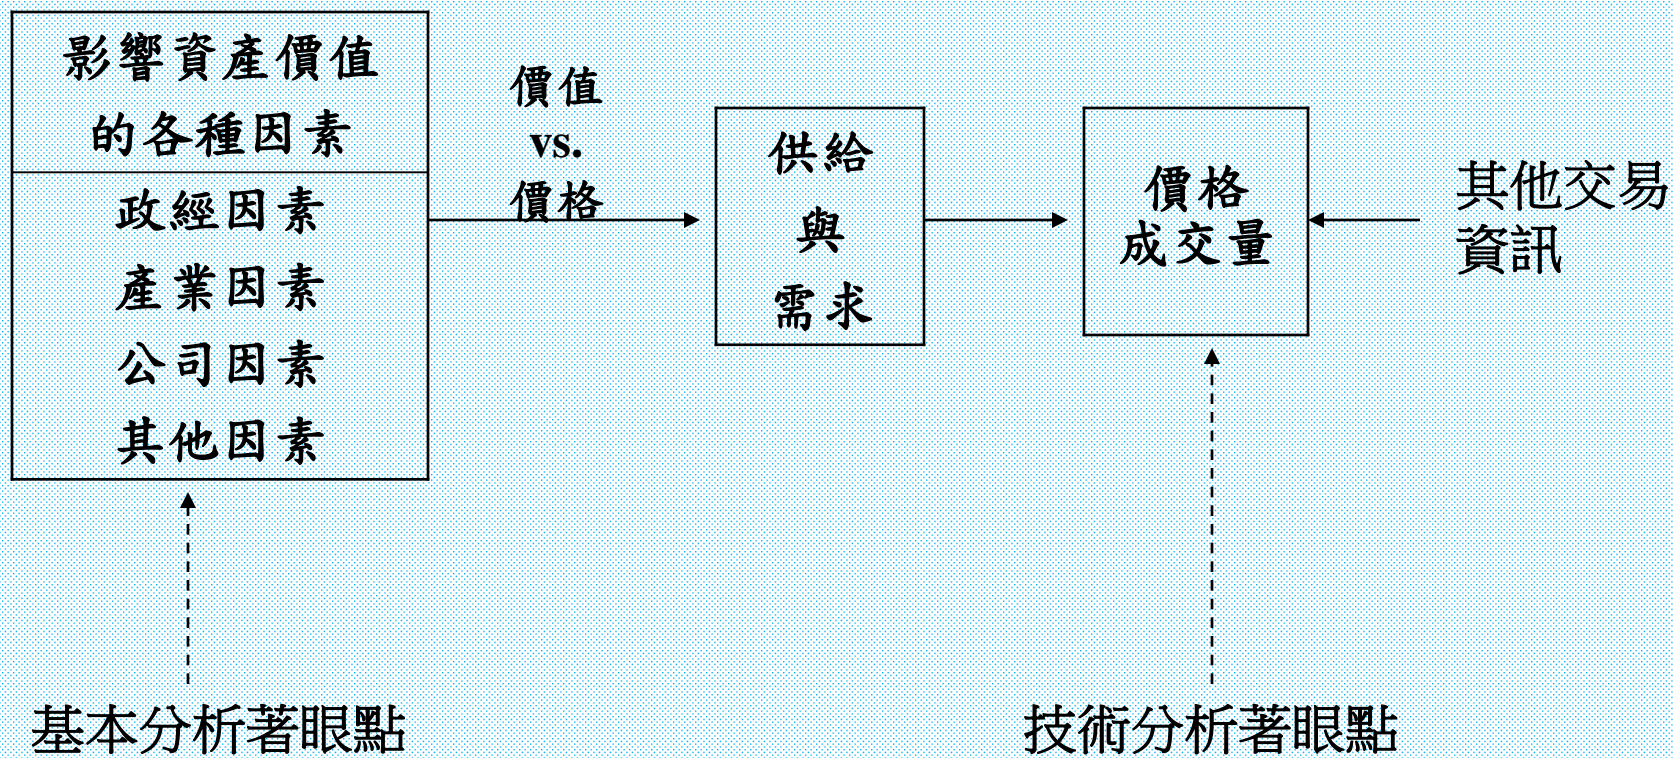 影響資產價值
的各種因素
政經因素
產業因素
公司因素
其他因素
價值
vs.
價格
供給
與
需求
價格
成交量
其他交易
資訊
基本分析著眼點
技術分析著眼點